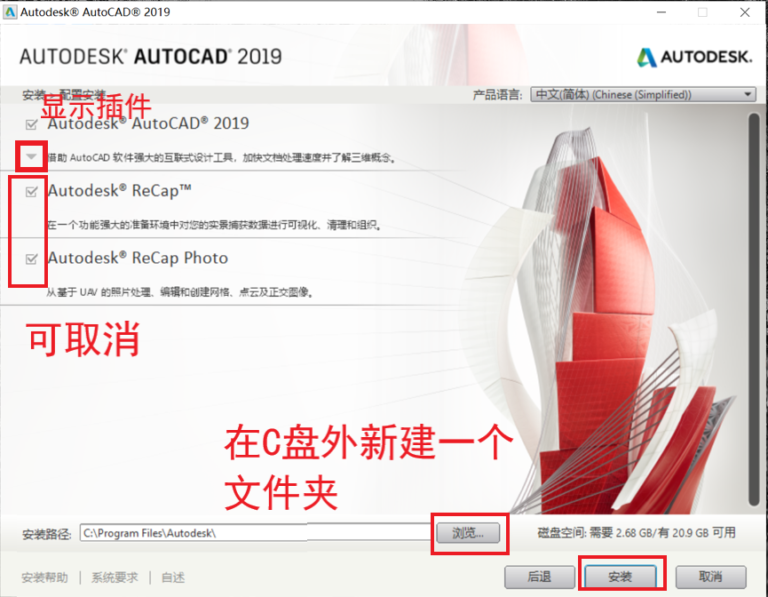 Autodesk® AutoCAD® 2019
AUTODESK® AUTOCAD® 2019
AUTODESK.
安装 > 配置安装
产品语言: 中文(简体) (Chinese (Simplified))
显示插件
Autodesk® AutoCAD® 2019
借助 AutoCAD 软件强大的互联式设计工具，加快文档处理速度并了解三维概念。
Autodesk® ReCap™
在一个功能强大的准备环境中对您的实景捕获数据进行可视化、清理和组织。
Autodesk® ReCap Photo
从基于 UAV 的照片处理、编辑和创建网格、点云及正交图像。
可取消
在C盘外新建一个
文件夹
安装路径: C:\Program Files\Autodesk\ 浏览... 磁盘空间: 需要 2.68 GB/有 20.9 GB 可用
安装帮助 | 系统要求 | 自述 后退 安装 取消